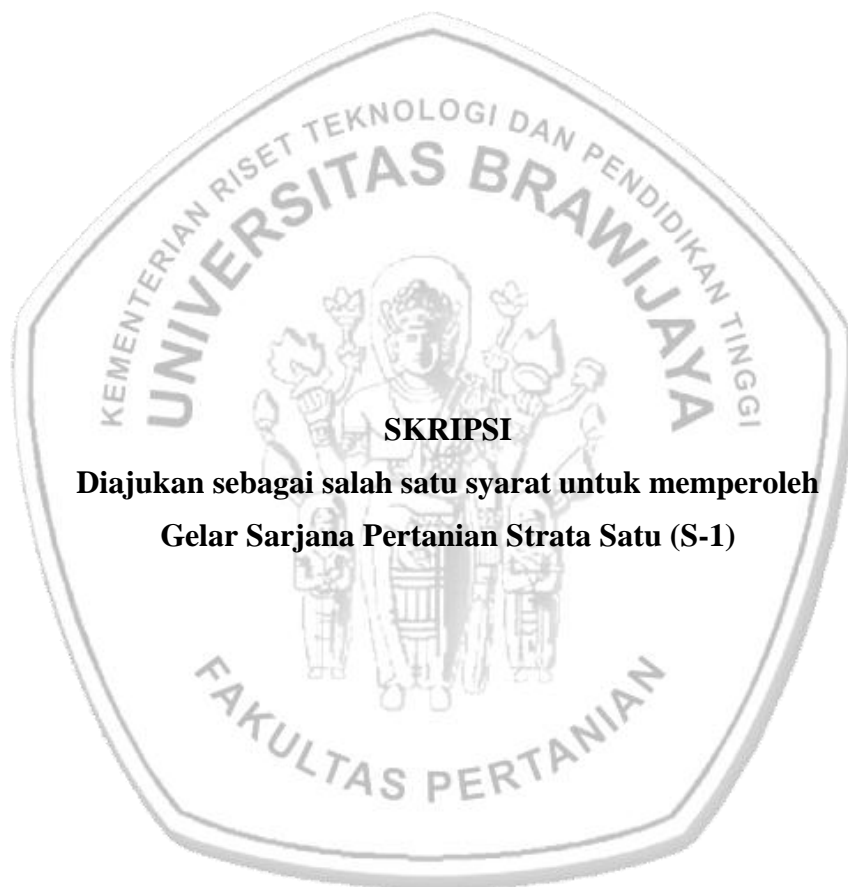 KEMENTERIAN RISET TEKNOLOGI DAN PENDIDIKAN TINGGI
UNIVERSITAS BRAWIJAYA
SKRIPSI
Diajukan sebagai salah satu syarat untuk memperoleh
Gelar Sarjana Pertanian Strata Satu (S-1)
FAKULTAS PERTANIAN